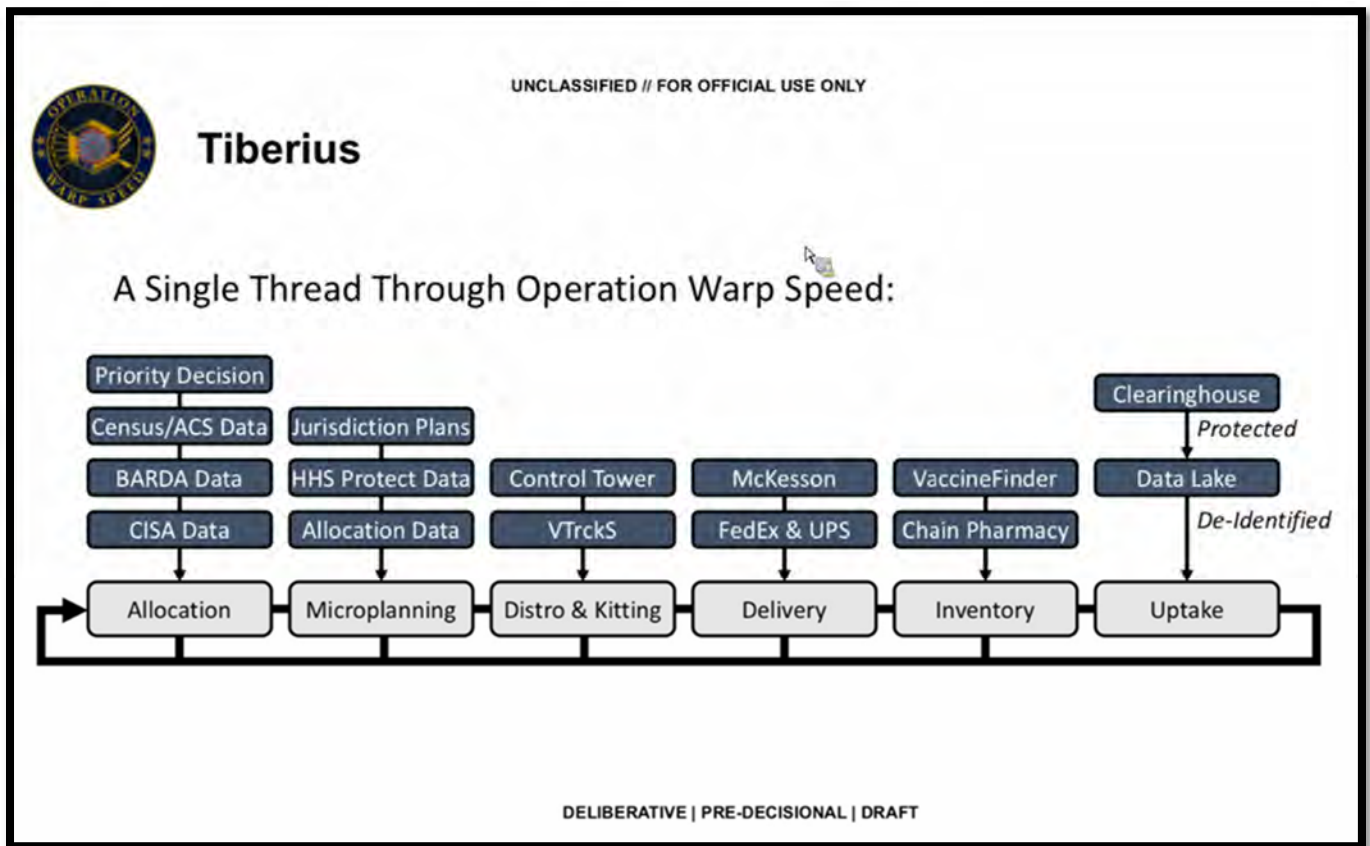 UNCLASSIFIED // FOR OFFICIAL USE ONLY
OPERATION
WARP SPEED
Tiberius
A Single Thread Through Operation Warp Speed:
Priority Decision
Census/ACS Data
BARDA Data
CISA Data
Allocation
Jurisdiction Plans
HHS Protect Data
Allocation Data
Microplanning
Control Tower
VTrckS
Distro & Kitting
McKesson
FedEx & UPS
Delivery
VaccineFinder
Chain Pharmacy
Inventory
Clearinghouse
Protected
Data Lake
De-Identified
Uptake
DELIBERATIVE | PRE-DECISIONAL | DRAFT